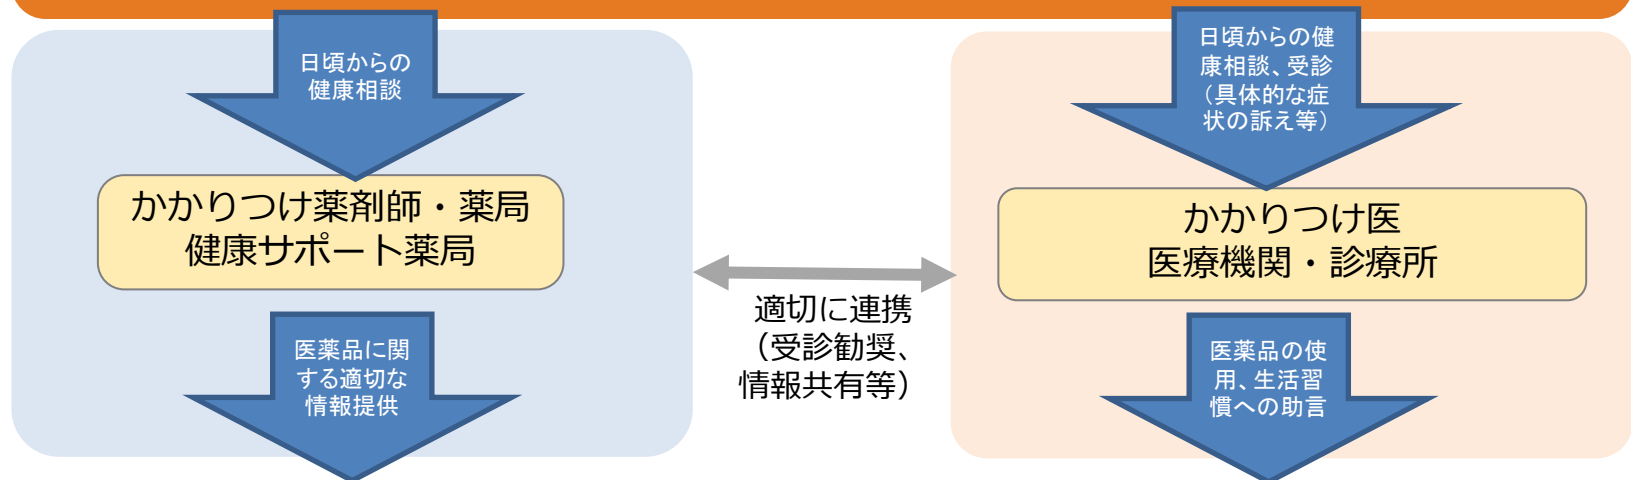 日頃からの
健康相談
日頃からの健
康相談、受診
（具体的な症
状の訴え等）
かかりつけ薬剤師・薬局
健康サポート薬局
かかりつけ医
医療機関・診療所
適切に連携
（受診勧奨、
情報共有等）
医薬品に関
する適切な
情報提供
医薬品の使
用、生活習
慣への助言